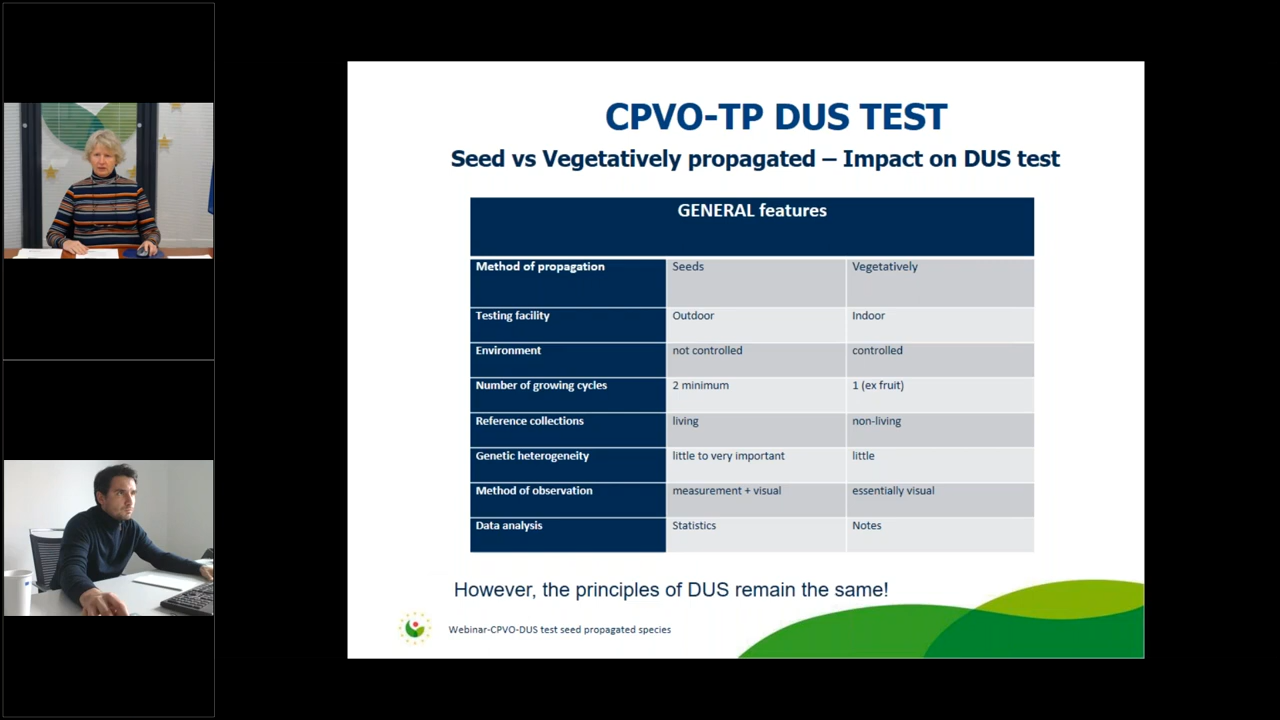 CPVO-TP DUS TEST
Seed vs Vegetatively propagated – Impact on DUS test
GENERAL features
Method of propagation Seeds Vegetatively
Testing facility Outdoor Indoor
Environment not controlled controlled
Number of growing cycles 2 minimum 1 (ex fruit)
Reference collections living non-living
Genetic heterogeneity little to very important little
Method of observation measurement + visual essentially visual
Data analysis Statistics Notes
However, the principles of DUS remain the same!
Webinar-CPVO-DUS test seed propagated species